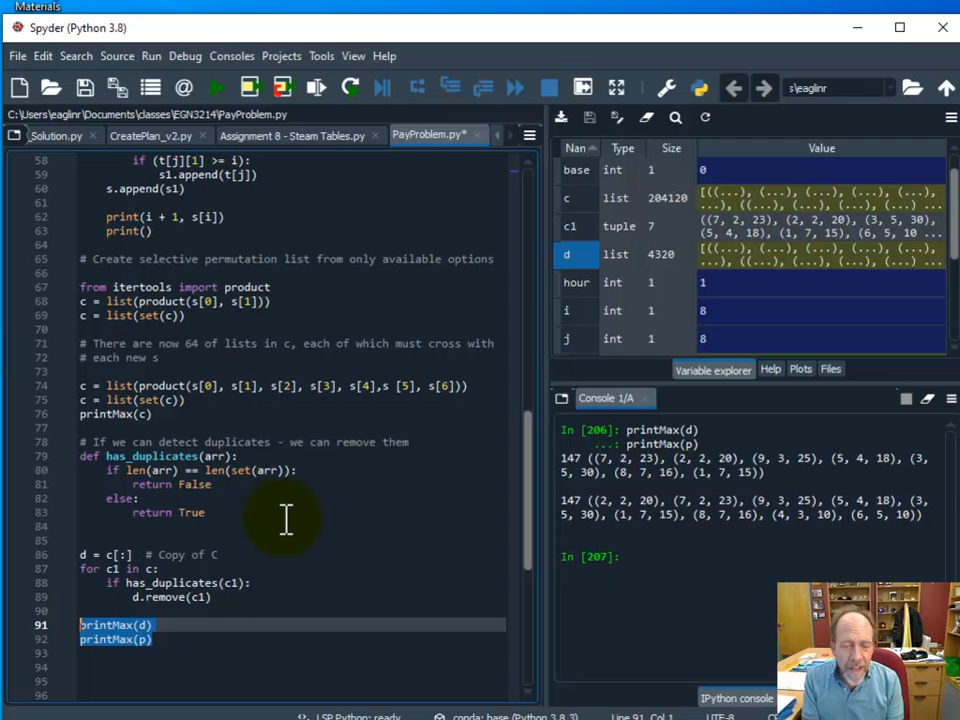 Materials
Spyder (Python 3.8)
File Edit Search Source Run Debug Consoles Projects Tools View Help
s\eaglinr
C:\Users\eaglinr\Documents\classes\EGN3214\PayProblem.py
Solution.py CreatePlan_v2.py Assignment 8 - Steam Tables.py PayProblem.py*
58 if (t[j][1] >= i):
59 s1.append(t[j])
60 s.append(s1)
61
62 print(i + 1, s[i])
63 print()
64
65 # Create selective permutation list from only available options
66
67 from itertools import product
68 c = list(product(s[0], s[1]))
69 c = list(set(c))
70
71 # There are now 64 of lists in c, each of which must cross with
72 # each new s
73
74 c = list(product(s[0], s[1], s[2], s[3], s[4],s [5], s[6]))
75 c = list(set(c))
76 printMax(c)
77
78 # If we can detect duplicates - we can remove them
79 def has_duplicates(arr):
80 if len(arr) == len(set(arr)):
81 return False
82 else:
83 return True
84
85
86 d = c[:] # Copy of C
87 for c1 in c:
88 if has_duplicates(c1):
89 d.remove(c1)
90
91 printMax(d)
92 printMax(p)
93
94
95
96
Nan Type Size Value
base int 1 0
c list 204120 [((...), (...), (...), (...), (...),
...), ((...), (...), (...), (...), ...
c1 tuple 7 ((7, 2, 23), (2, 2, 20), (3, 5, 30),
(5, 4, 18), (1, 7, 15), (6, 5, 10 ...
d list 4320 [((...), (...), (...), (...), (...),
...), ((...), (...), (...), (...), ...
hour int 1 1
i int 1 8
j int 1 8
Variable explorer Help Plots Files
Console 1/A
In [206]: printMax(d)
...: printMax(p)
147 ((7, 2, 23), (2, 2, 20), (9, 3, 25), (5, 4, 18), (3,
5, 30), (8, 7, 16), (1, 7, 15))
147 ((2, 2, 20), (7, 2, 23), (9, 3, 25), (5, 4, 18), (3,
5, 30), (1, 7, 15), (8, 7, 16), (4, 3, 10), (6, 5, 10))
In [207]:
IPython console
LSP Python: ready conda: base (Python 3.8.3) Line 91, Col 1 UTF-8